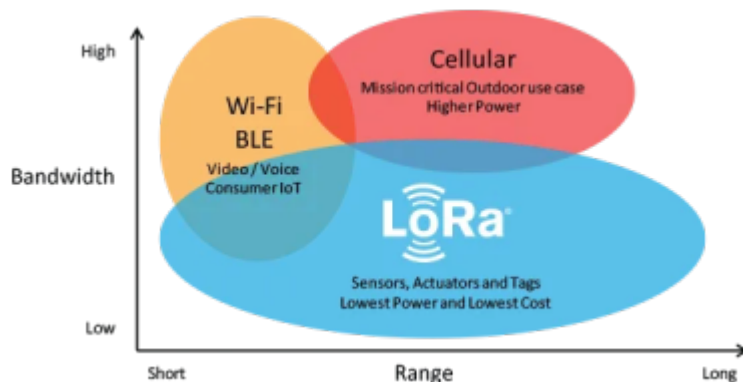 High
Bandwidth
Low
Wi-Fi
BLE
Video / Voice
Consumer IoT
Cellular
Mission critical Outdoor use case
Higher Power
LoRa®
Sensors, Actuators and Tags
Lowest Power and Lowest Cost
Short
Range
Long